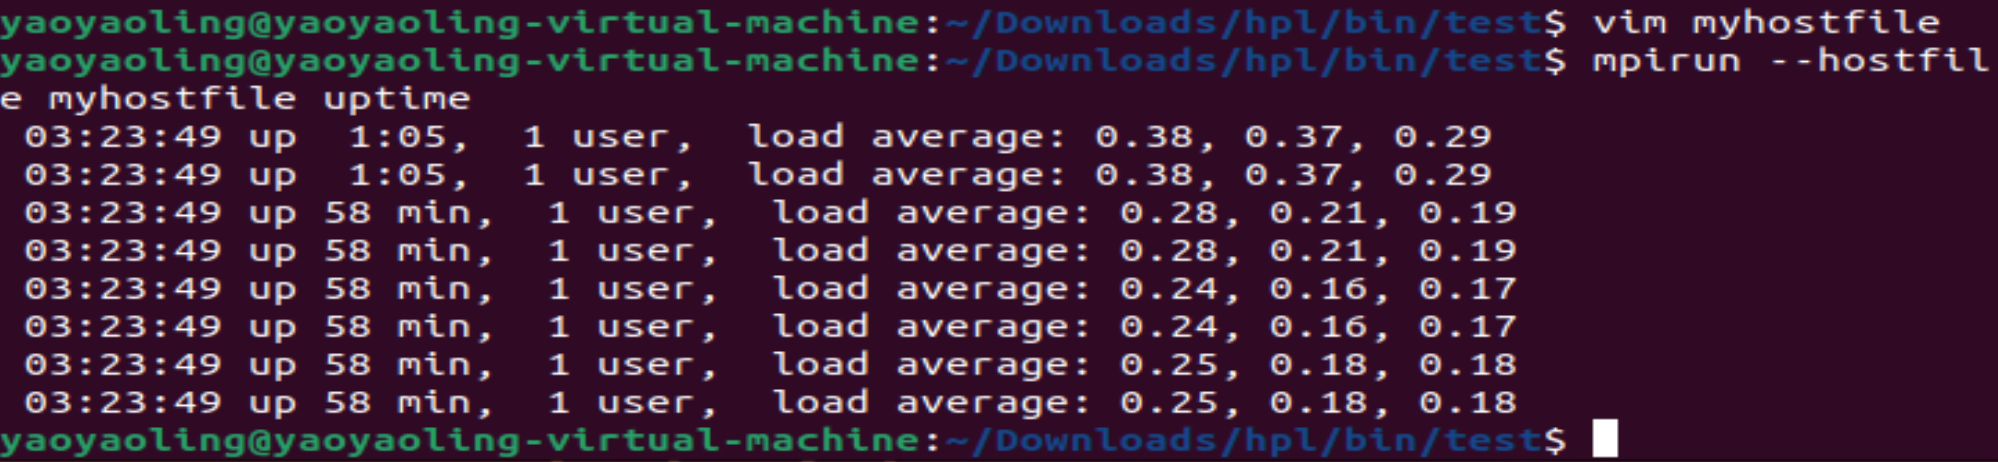 yaoyaoling@yaoyaoling-virtual-machine:~/Downloads/hpl/bin/test$ vim myhostfile
yaoyaoling@yaoyaoling-virtual-machine:~/Downloads/hpl/bin/test$ mpirun --hostfil
e myhostfile uptime
 03:23:49 up  1:05,  1 user,  load average: 0.38, 0.37, 0.29
 03:23:49 up  1:05,  1 user,  load average: 0.38, 0.37, 0.29
 03:23:49 up 58 min,  1 user,  load average: 0.28, 0.21, 0.19
 03:23:49 up 58 min,  1 user,  load average: 0.28, 0.21, 0.19
 03:23:49 up 58 min,  1 user,  load average: 0.24, 0.16, 0.17
 03:23:49 up 58 min,  1 user,  load average: 0.24, 0.16, 0.17
 03:23:49 up 58 min,  1 user,  load average: 0.25, 0.18, 0.18
 03:23:49 up 58 min,  1 user,  load average: 0.25, 0.18, 0.18
yaoyaoling@yaoyaoling-virtual-machine:~/Downloads/hpl/bin/test$